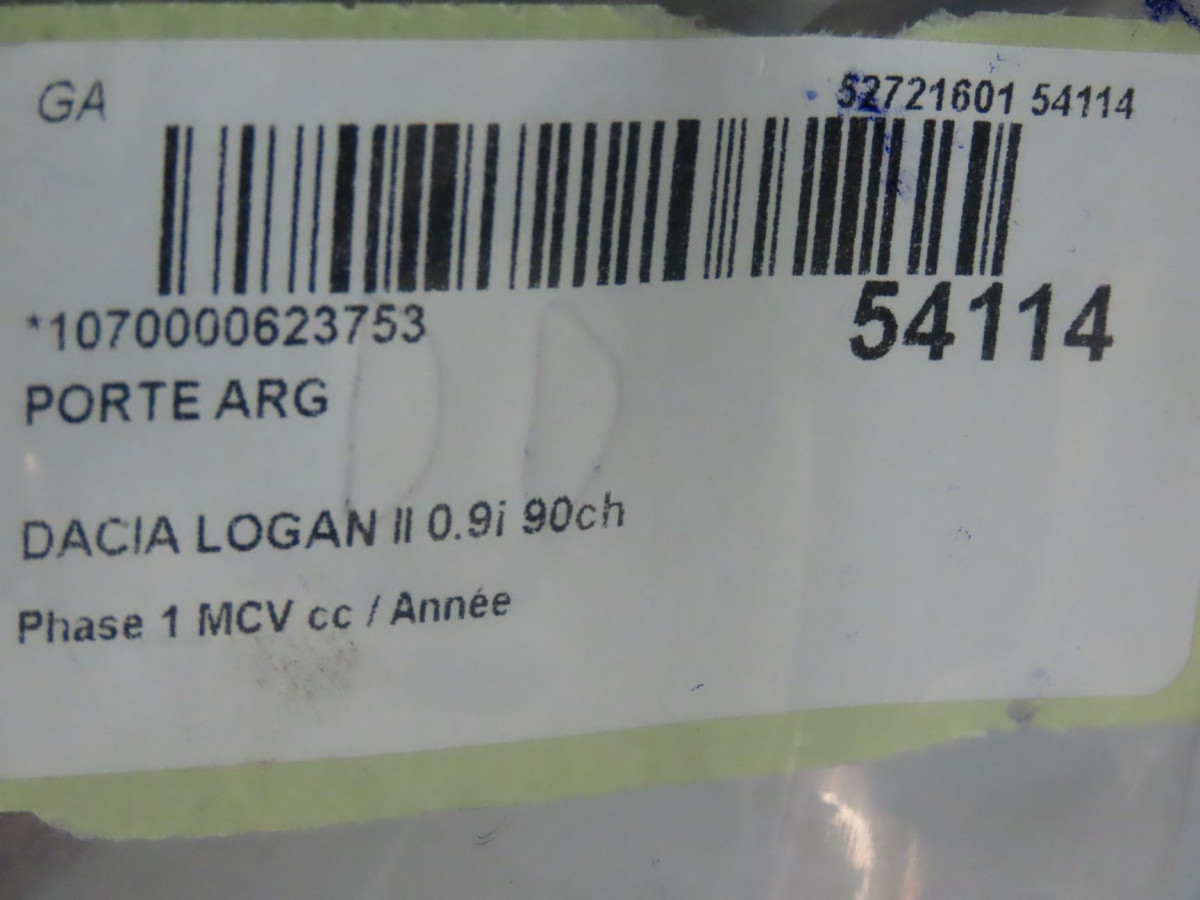 GA
52721601 54114
54114
*1070000623753
PORTE ARG
DACIA LOGAN II 0.9i 90ch
Phase 1 MCV cc / Année